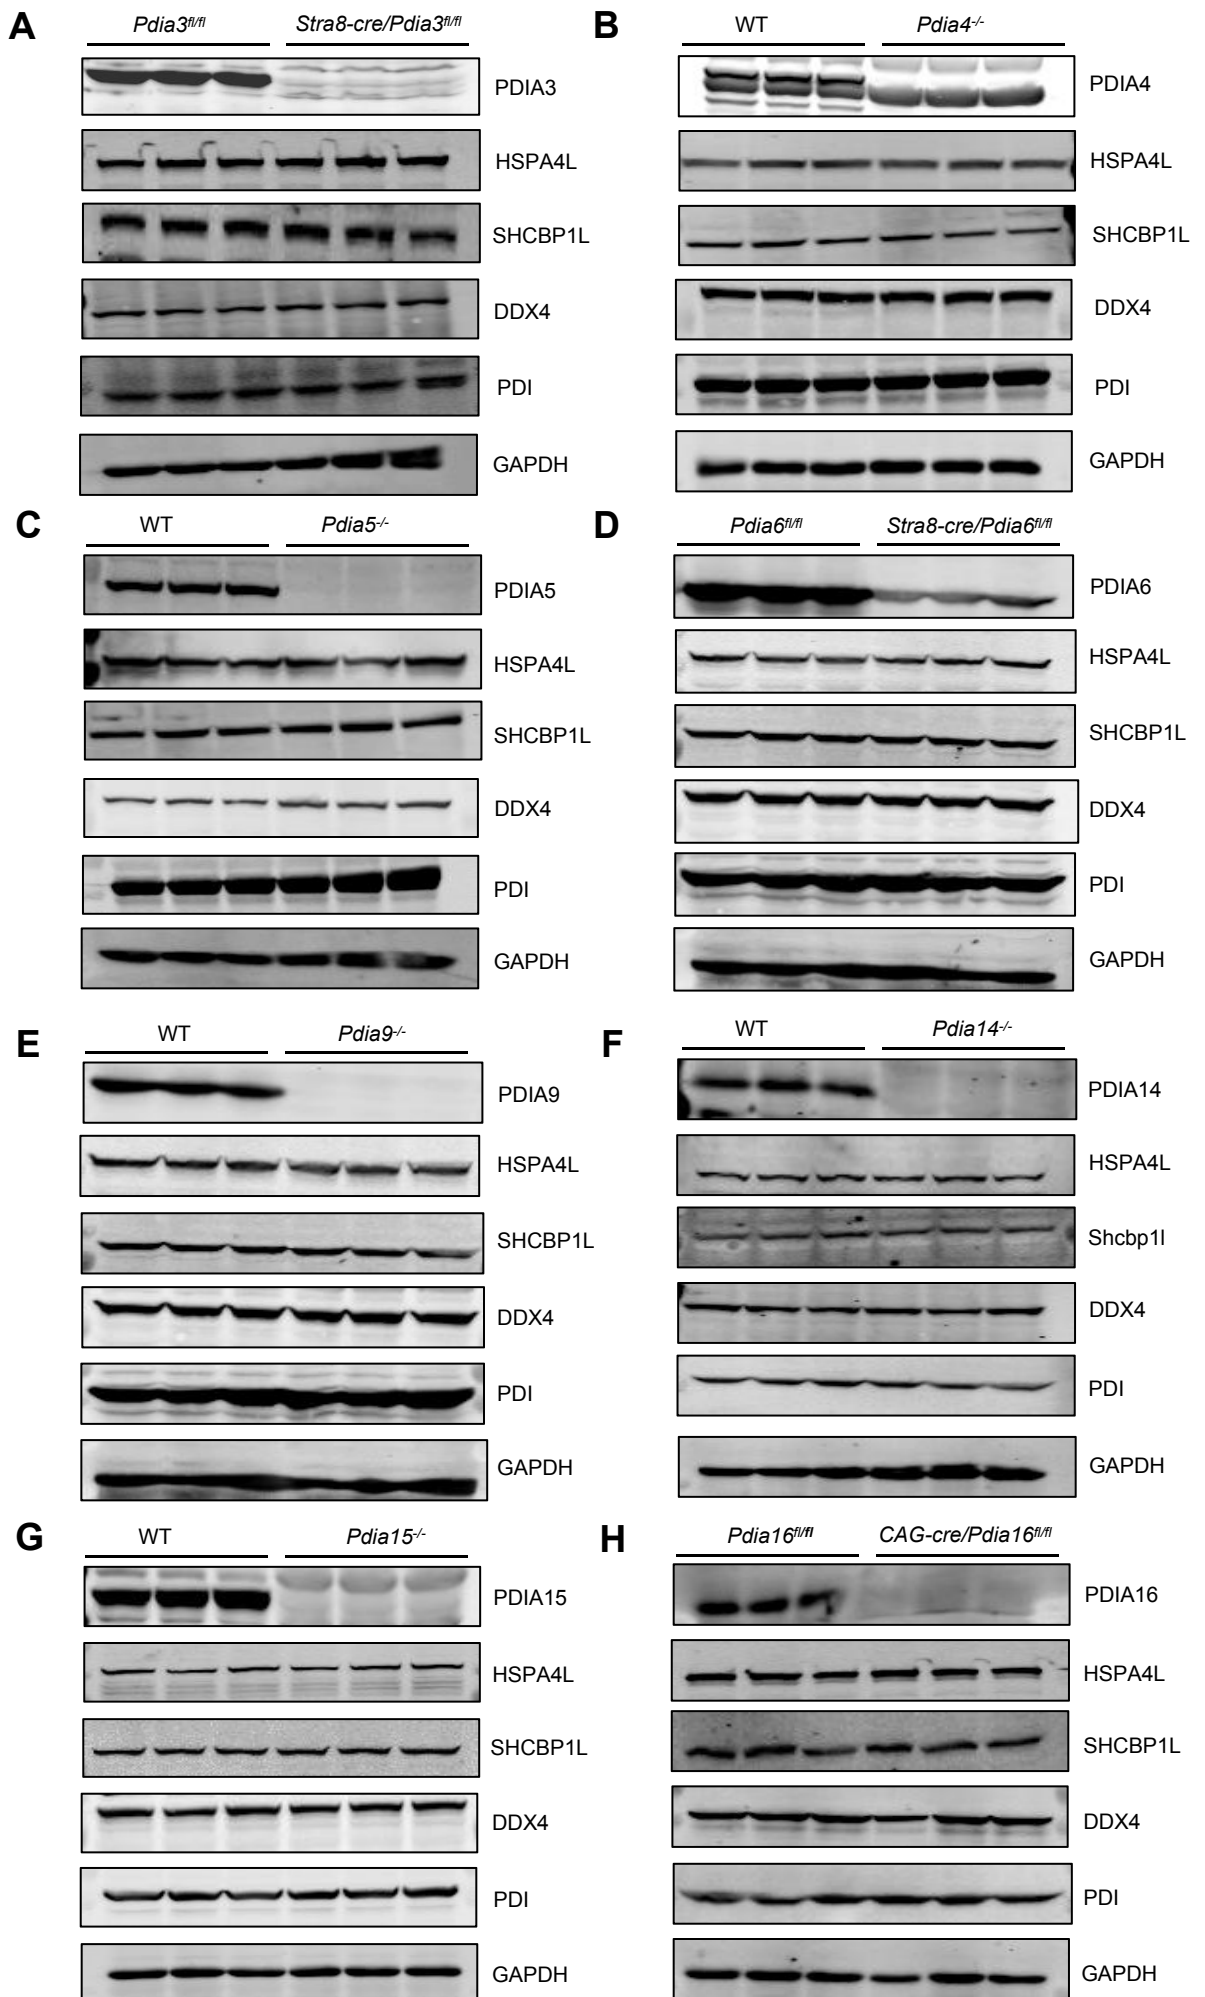 A
Pdia3fl/fl
Stra8-cre/Pdia3fl/fl
PDIA3
HSPA4L
SHCBP1L
DDX4
PDI
GAPDH
B
WT
Pdia4-/-
PDIA4
HSPA4L
SHCBP1L
DDX4
PDI
GAPDH
C
WT
Pdia5-/-
PDIA5
HSPA4L
SHCBP1L
DDX4
PDI
GAPDH
D
Pdia6fl/fl
Stra8-cre/Pdia6fl/fl
PDIA6
HSPA4L
SHCBP1L
DDX4
PDI
GAPDH
E
WT
Pdia9-/-
PDIA9
HSPA4L
SHCBP1L
DDX4
PDI
GAPDH
F
WT
Pdia14-/-
PDIA14
HSPA4L
Shcbp1l
DDX4
PDI
GAPDH
G
WT
Pdia15-/-
PDIA15
HSPA4L
SHCBP1L
DDX4
PDI
GAPDH
H
Pdia16fl/fl
CAG-cre/Pdia16fl/fl
PDIA16
HSPA4L
SHCBP1L
DDX4
PDI
GAPDH